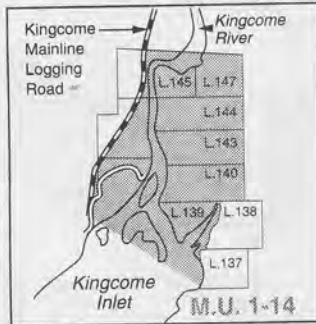 Kingcome
Mainline
Logging
Road
Kingcome
River
L.145
L.147
L.144
L.143
L.140
L.139
L.138
L.137
Kingcome
Inlet
M.U. 1-14